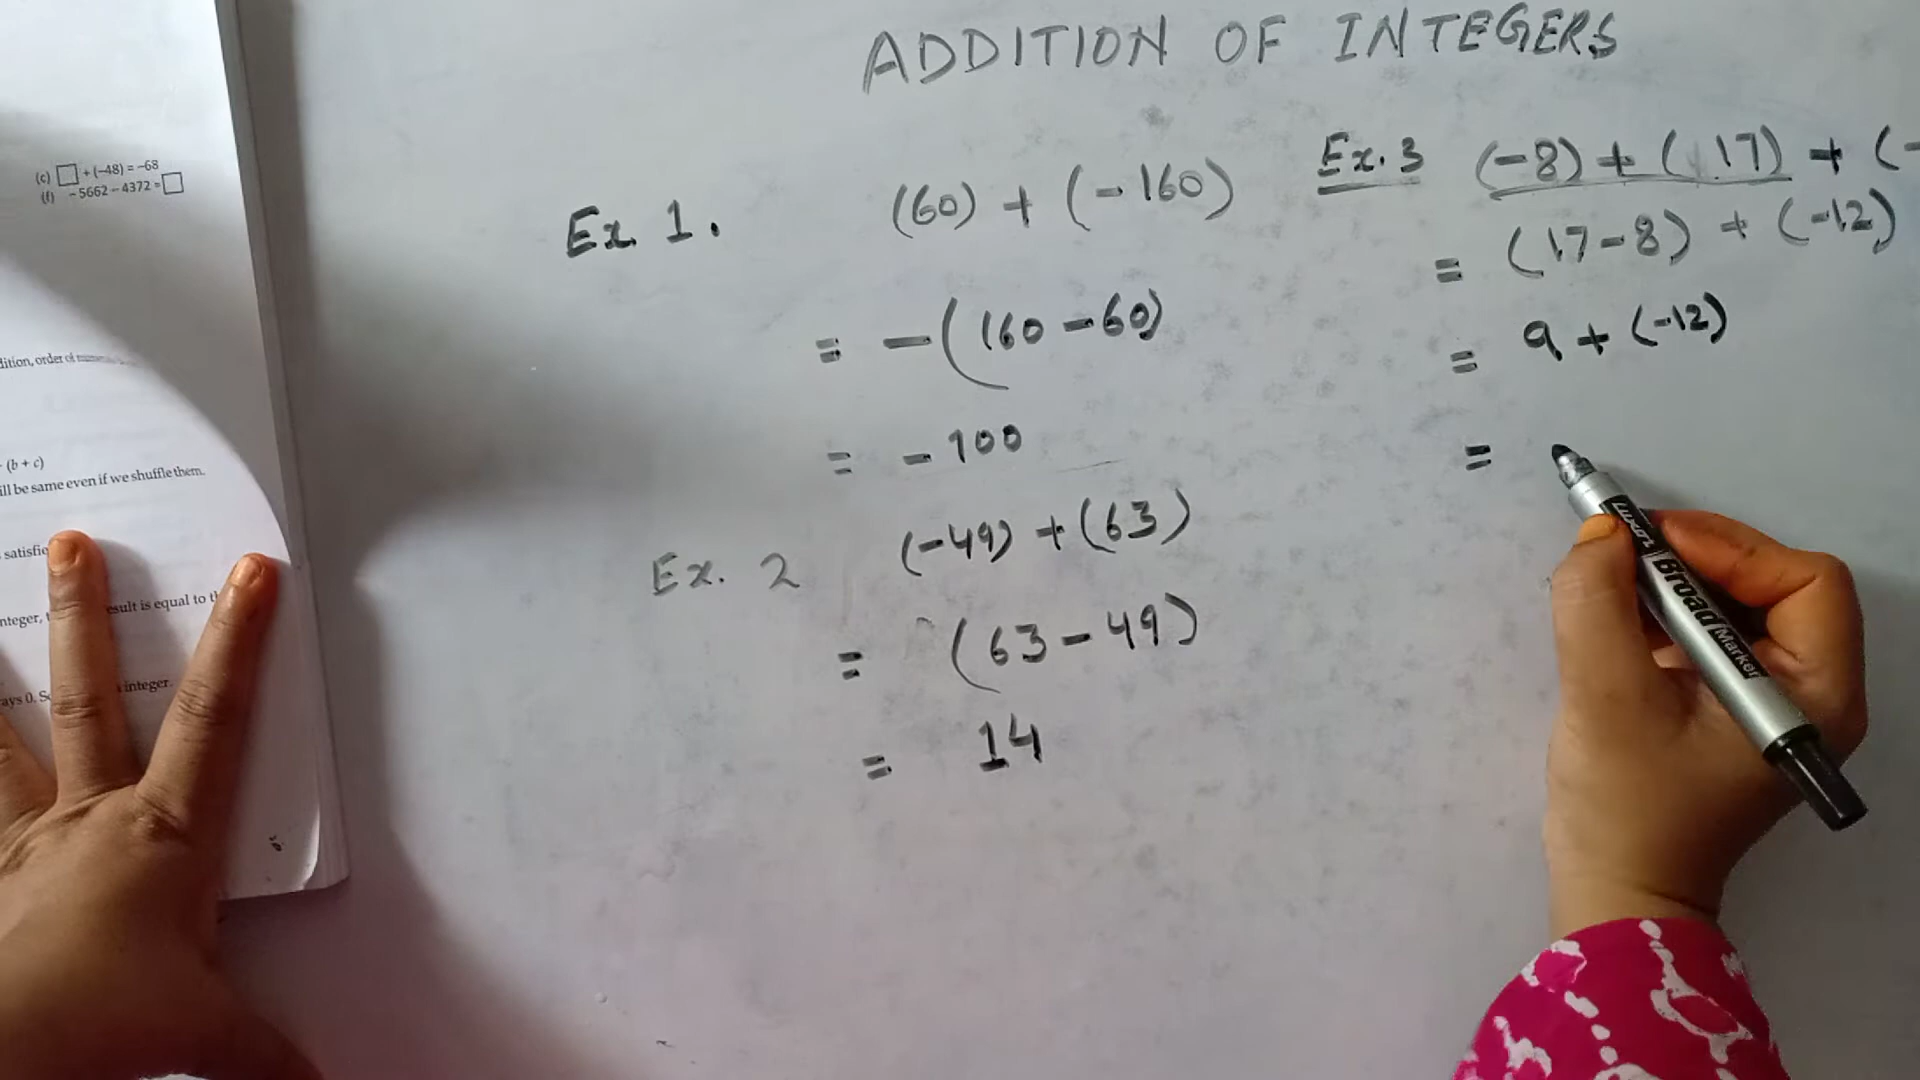 (c) □ + (-48) = -68
(f) -5662 - 4372 = □
dition, order of
- (b + c)
ill be same even if we shuffle them.
satisfie
nteger, esult is equal to th
ays 0. S integer.
ADDITION OF INTEGERS
Ex. 1. (60) + (-160)
= -(160 - 60)
= -100
Ex. 2 (-49) + (63)
= (63 - 49)
= 14
Ex. 3 (-8) + (17) + (-
= (17 - 8) + (-12)
= 9 + (-12)
=
Luxor
Broad Marker